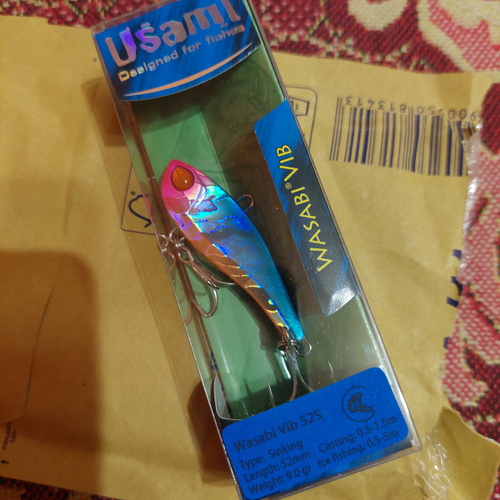 Usami
Designed for fishes
WASABI® VIB
Wasabi Vib 52S
Type: Sinking
Casting: 0.5-1.5m
Length: 52mm
Ice fishing: 0.5-5m
Weight: 9.0 gr